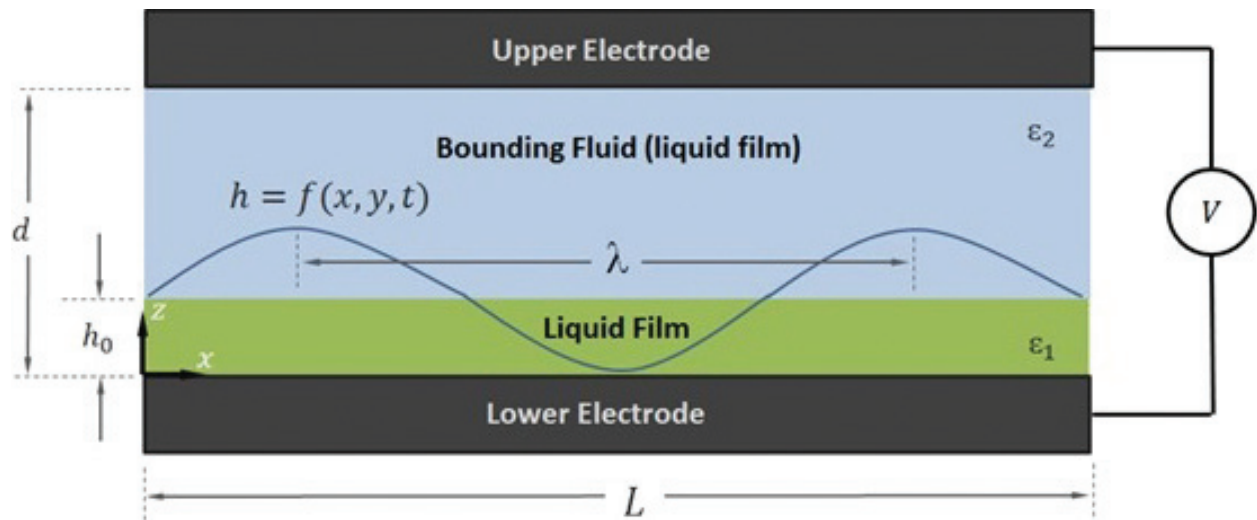 Upper Electrode
ε₂
Bounding Fluid (liquid film)
h = f(x, y, t)
d
λ
V
z
h₀
Liquid Film
ε₁
x
Lower Electrode
L